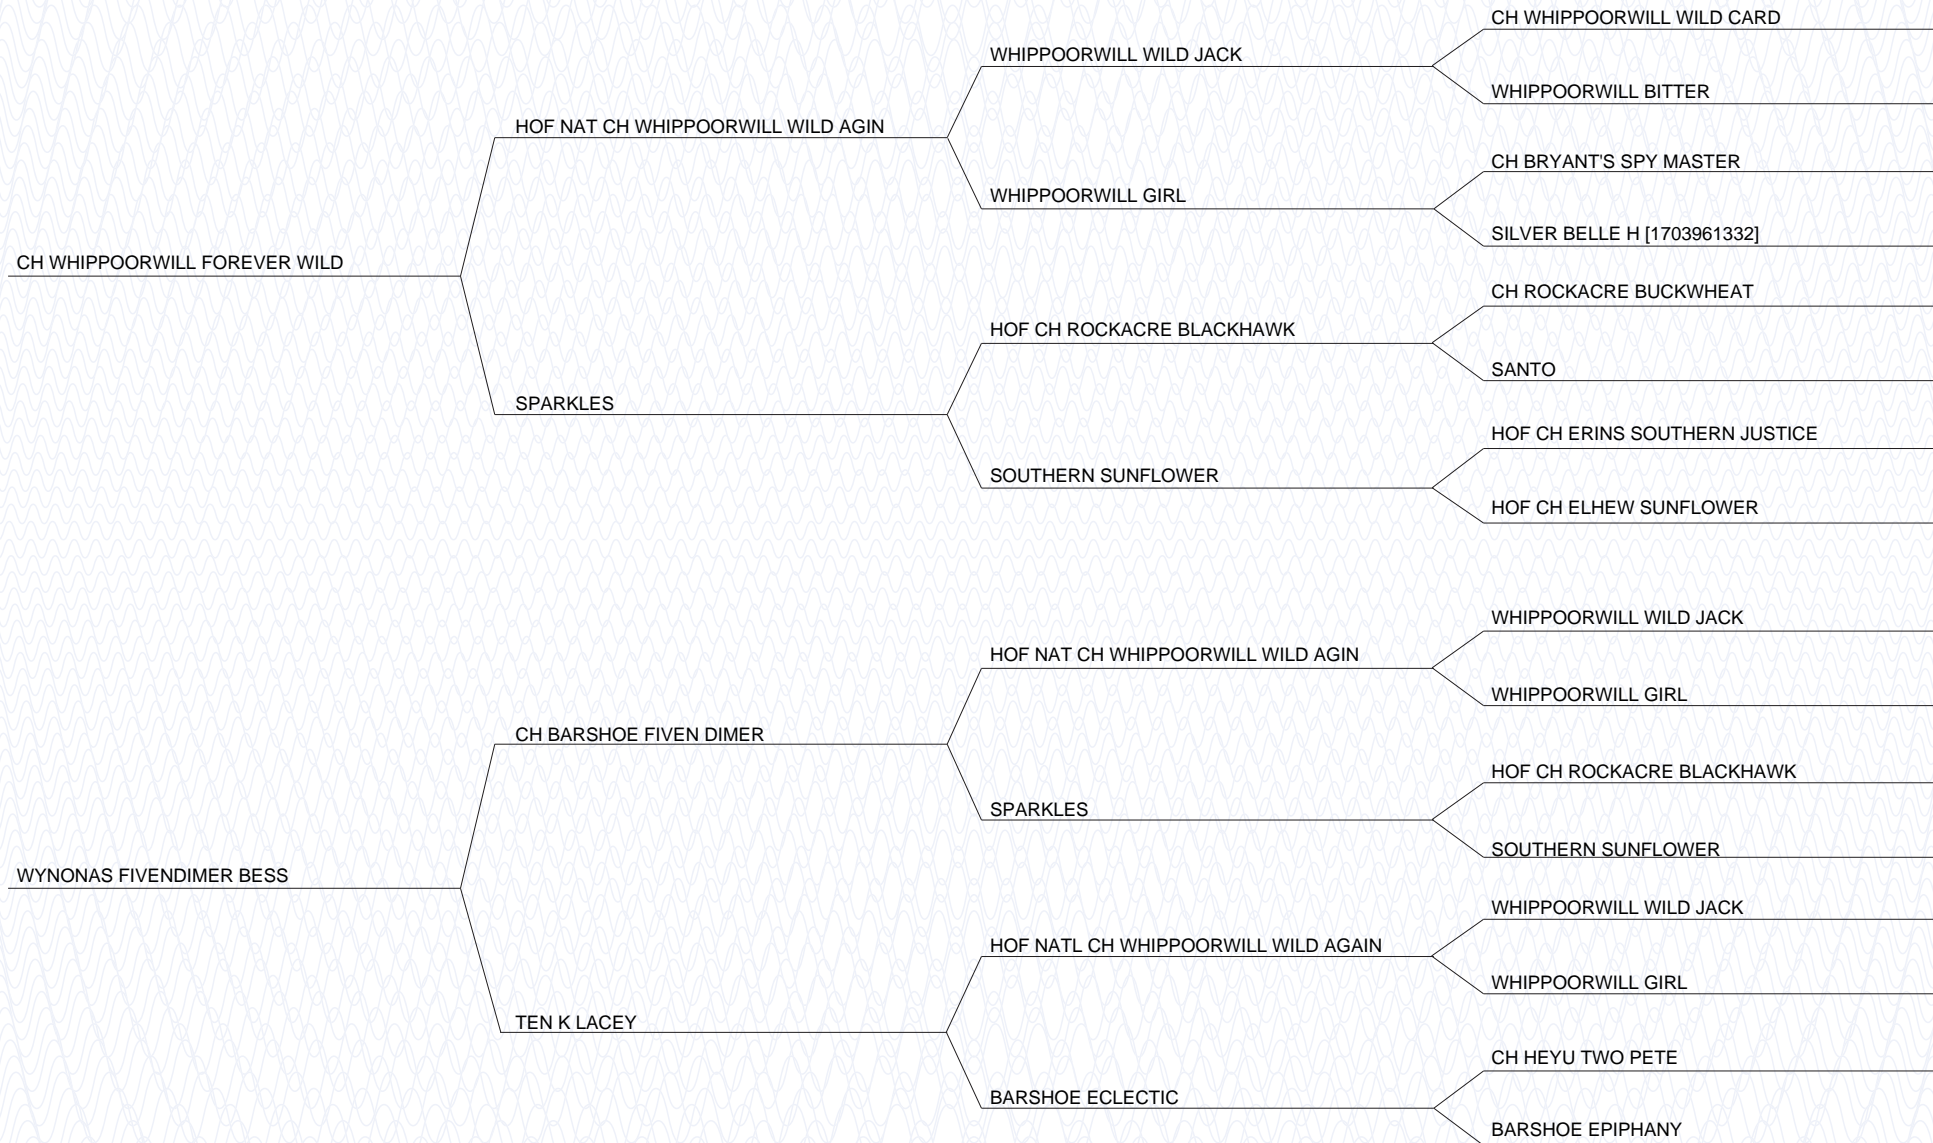 CH WHIPPOORWILL FOREVER WILD
HOF NAT CH WHIPPOORWILL WILD AGIN
WHIPPOORWILL WILD JACK
CH WHIPPOORWILL WILD CARD
WHIPPOORWILL BITTER
WHIPPOORWILL GIRL
CH BRYANT'S SPY MASTER
SILVER BELLE H [1703961332]
SPARKLES
HOF CH ROCKACRE BLACKHAWK
CH ROCKACRE BUCKWHEAT
SANTO
SOUTHERN SUNFLOWER
HOF CH ERINS SOUTHERN JUSTICE
HOF CH ELHEW SUNFLOWER
WYNONAS FIVENDIMER BESS
CH BARSHOE FIVEN DIMER
HOF NAT CH WHIPPOORWILL WILD AGIN
WHIPPOORWILL WILD JACK
WHIPPOORWILL GIRL
SPARKLES
HOF CH ROCKACRE BLACKHAWK
SOUTHERN SUNFLOWER
TEN K LACEY
HOF NATL CH WHIPPOORWILL WILD AGAIN
WHIPPOORWILL WILD JACK
WHIPPOORWILL GIRL
BARSHOE ECLECTIC
CH HEYU TWO PETE
BARSHOE EPIPHANY